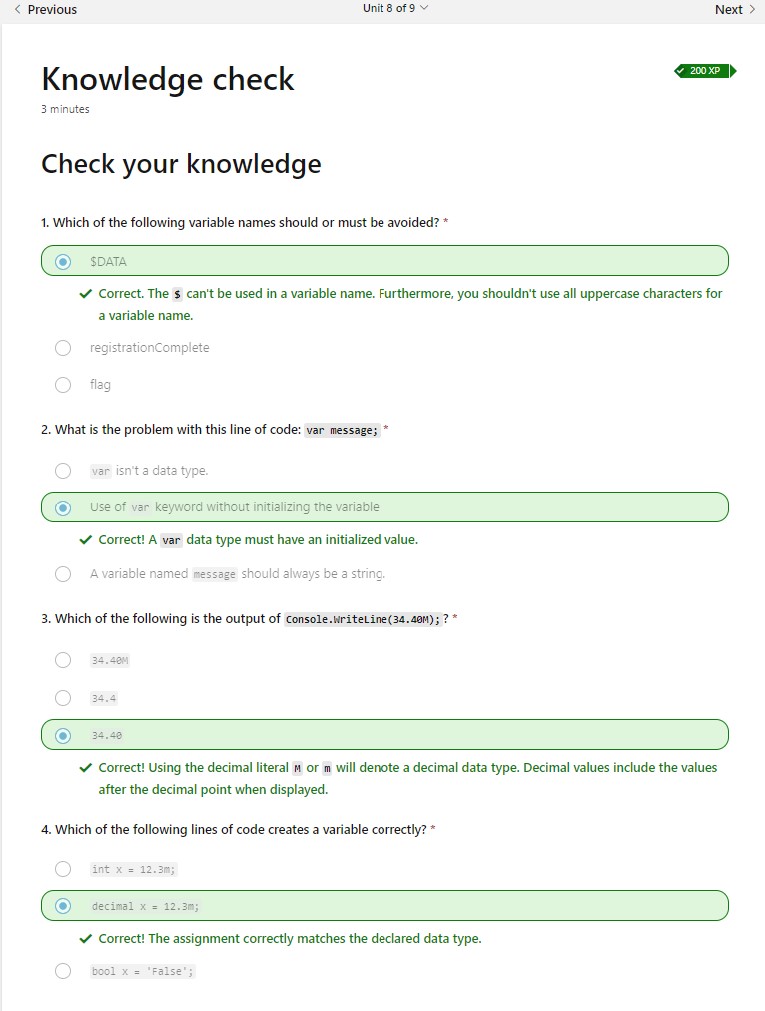 Previous
Unit 8 of 9
Next
Knowledge check
200 XP
3 minutes
Check your knowledge
1. Which of the following variable names should or must be avoided? *
$DATA
Correct. The $ can't be used in a variable name. Furthermore, you shouldn't use all uppercase characters for
a variable name.
registrationComplete
flag
2. What is the problem with this line of code: var message; *
var isn't a data type.
Use of var keyword without initializing the variable
Correct! A var data type must have an initialized value.
A variable named message should always be a string.
3. Which of the following is the output of Console.WriteLine(34.40M);? *
34.40M
34.4
34.40
Correct! Using the decimal literal M or m will denote a decimal data type. Decimal values include the values
after the decimal point when displayed.
4. Which of the following lines of code creates a variable correctly? *
int x = 12.3m;
decimal x = 12.3m;
Correct! The assignment correctly matches the declared data type.
bool x = 'False';